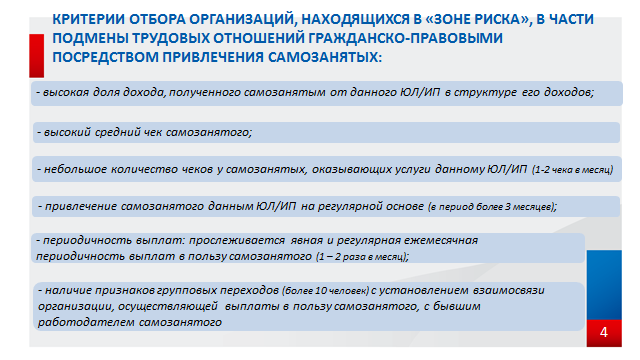 КРИТЕРИИ ОТБОРА ОРГАНИЗАЦИЙ, НАХОДЯЩИХСЯ В «ЗОНЕ РИСКА», В ЧАСТИ
ПОДМЕНЫ ТРУДОВЫХ ОТНОШЕНИЙ ГРАЖДАНСКО-ПРАВОВЫМИ
ПОСРЕДСТВОМ ПРИВЛЕЧЕНИЯ САМОЗАНЯТЫХ:
- высокая доля дохода, полученного самозанятым от данного ЮЛ/ИП в структуре его доходов;
- высокий средний чек самозанятого;
- небольшое количество чеков у самозанятых, оказывающих услуги данному ЮЛ/ИП (1-2 чека в месяц)
- привлечение самозанятого данным ЮЛ/ИП на регулярной основе (в период более 3 месяцев);
- периодичность выплат: прослеживается явная и регулярная ежемесячная
периодичность выплат в пользу самозанятого (1 – 2 раза в месяц);
- наличие признаков групповых переходов (более 10 человек) с установлением взаимосвязи
организации, осуществляющей выплаты в пользу самозанятого, с бывшим
работодателем самозанятого
4